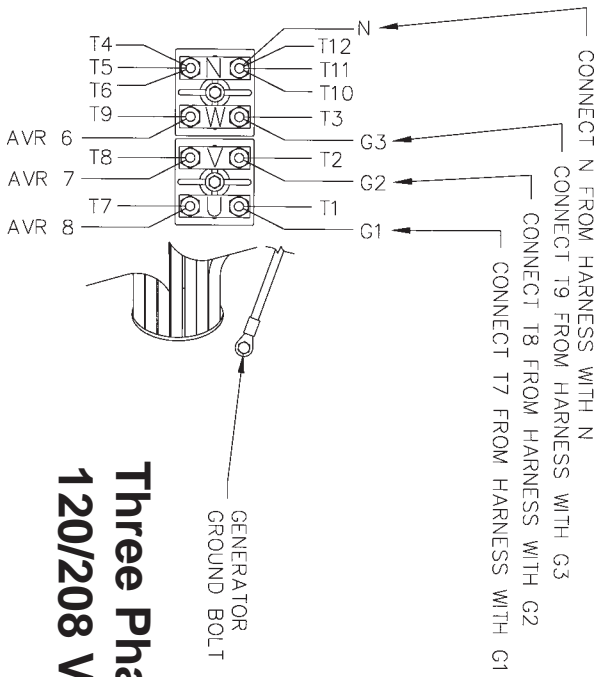 T4
T5
T6
T9
AVR 6
T8
AVR 7
T7
AVR 8
N
W
V
U
N
T12
T11
T10
T3
G3
T2
G2
T1
G1
CONNECT N FROM HARNESS WITH N
CONNECT T9 FROM HARNESS WITH G3
CONNECT T8 FROM HARNESS WITH G2
CONNECT T7 FROM HARNESS WITH G1
GENERATOR
GROUND BOLT
Three Pha
120/208 V